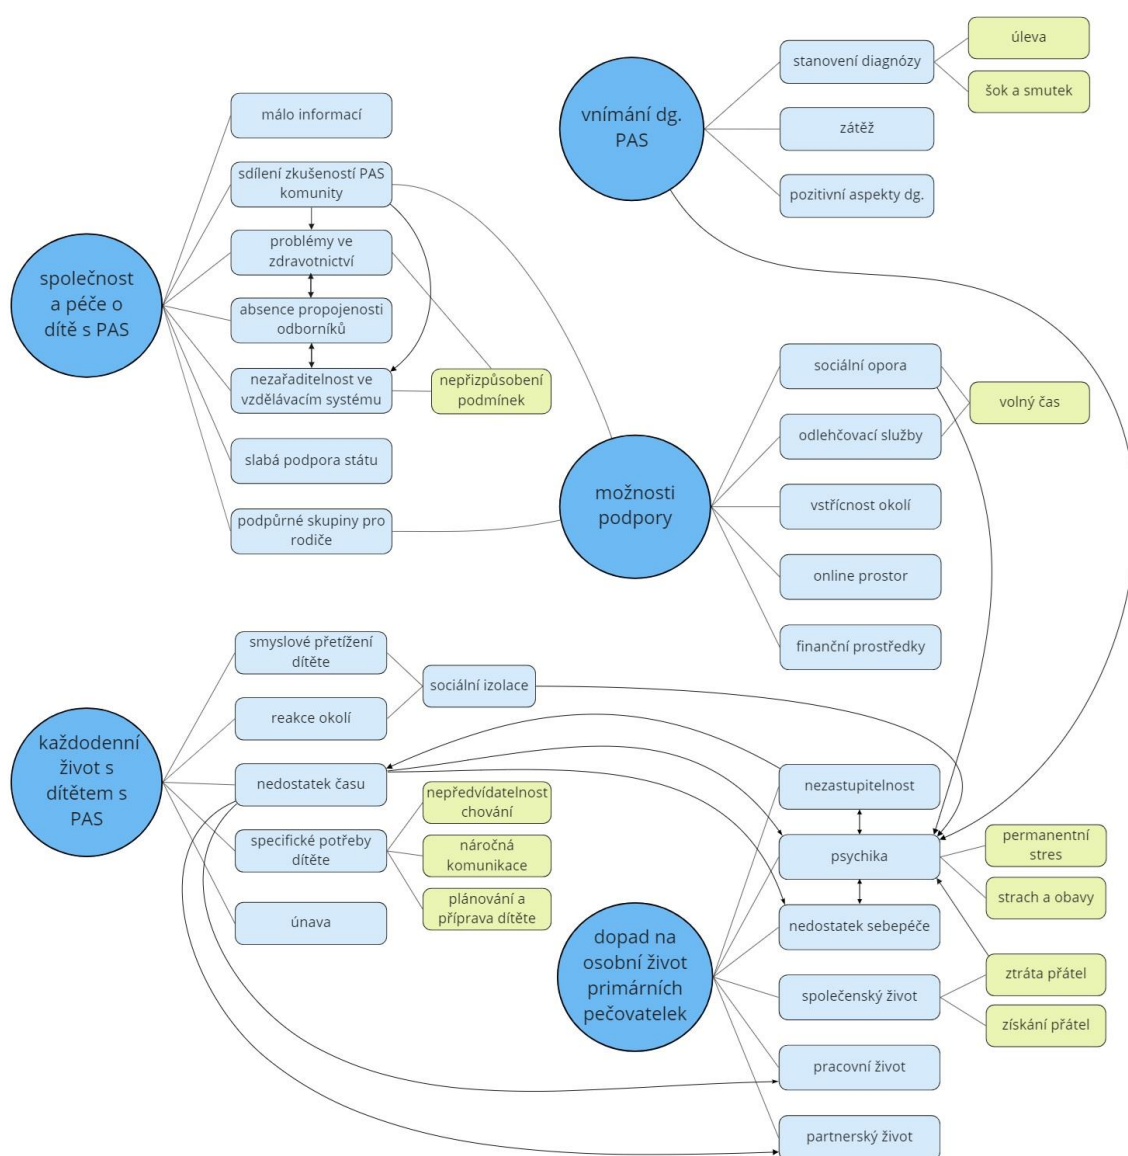 společnost
a péče o
dítě s PAS
málo informací
sdílení zkušeností PAS
komunity
problémy ve
zdravotnictví
absence propojenosti
odborníků
nezařaditelnost ve
vzdělávacím systému
nepřizpůsobení
podmínek
slabá podpora státu
podpůrné skupiny pro
rodiče
vnímání dg.
PAS
stanovení diagnózy
úleva
šok a smutek
zátěž
pozitivní aspekty dg.
možnosti
podpory
sociální opora
odlehčovací služby
volný čas
vstřícnost okolí
online prostor
finanční prostředky
každodenní
život s
dítětem s
PAS
smyslové přetížení
dítěte
reakce okolí
sociální izolace
nedostatek času
specifické potřeby
dítěte
nepředvídatelnost
chování
náročná
komunikace
plánování a
příprava dítěte
únava
dopad na
osobní život
primárních
pečovatelek
nezastupitelnost
psychika
permanentní
stres
strach a obavy
nedostatek sebepéče
společenský život
ztráta přátel
získání přátel
pracovní život
partnerský život